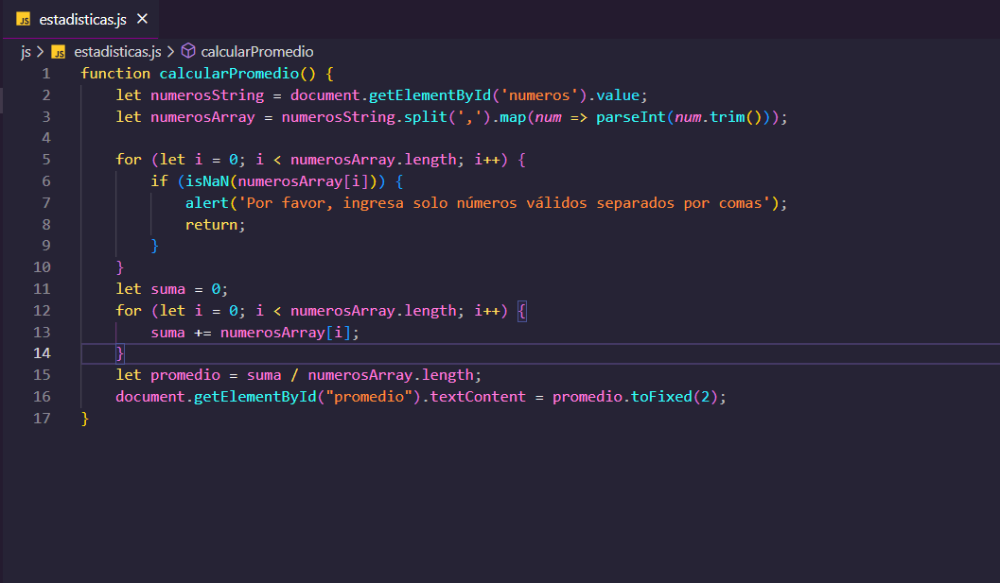 JS estadisticas.js ×
js > JS estadisticas.js > calcularPromedio
1 function calcularPromedio() {
2 let numerosString = document.getElementById('numeros').value;
3 let numerosArray = numerosString.split(',').map(num => parseInt(num.trim()));
4
5 for (let i = 0; i < numerosArray.length; i++) {
6 if (isNaN(numerosArray[i])) {
7 alert('Por favor, ingresa solo números válidos separados por comas');
8 return;
9 }
10 }
11 let suma = 0;
12 for (let i = 0; i < numerosArray.length; i++) {
13 suma += numerosArray[i];
14 }
15 let promedio = suma / numerosArray.length;
16 document.getElementById("promedio").textContent = promedio.toFixed(2);
17 }